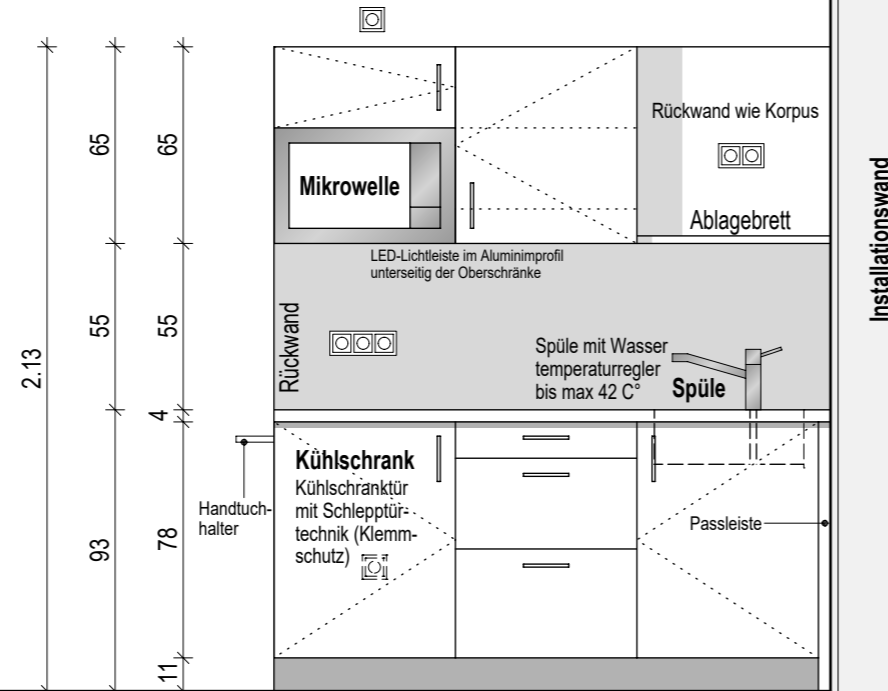 Rückwand wie Korpus
Ablagebrett
Mikrowelle
LED-Lichtleiste im Aluminimprofil
unterseitig der Oberschränke
Rückwand
Spüle mit Wasser
temperaturregler
bis max 42 C°
Spüle
Kühlschrank
Kühlschranktür
mit Schlepptür-
technik (Klemm-
schutz)
Handtuch-
halter
Passleiste
Installationswand
2.13
65
55
93
65
55
4
78
11